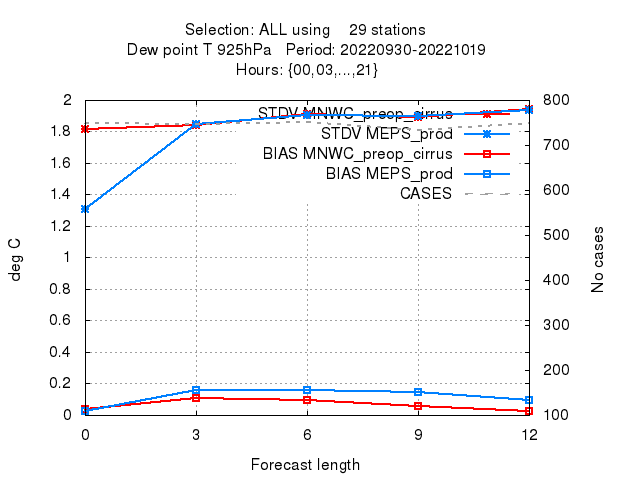 Selection: ALL using    29 stations
Dew point T 925hPa   Period: 20220930-20221019
Hours: {00,03,...,21}
STDV MNWC_preop_cirrus
STDV MEPS_prod
BIAS MNWC_preop_cirrus
BIAS MEPS_prod
CASES
deg C
2
1.8
1.6
1.4
1.2
1
0.8
0.6
0.4
0.2
0
800
700
600
500
400
300
200
100
No cases
0 3 6 9 12
Forecast length